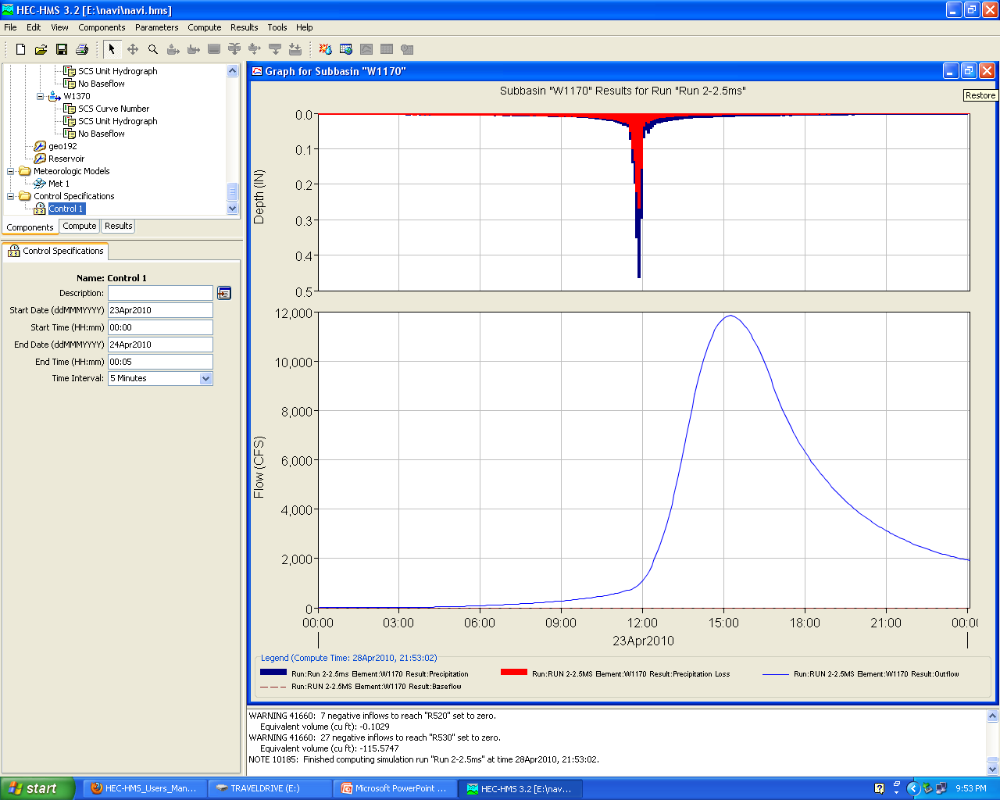 HEC-HMS 3.2 [E:\navi\navi.hms]
File Edit View Components Parameters Compute Results Tools Help
SCS Unit Hydrograph
No Baseflow
W1370
SCS Curve Number
SCS Unit Hydrograph
No Baseflow
geo192
Reservoir
Meteorologic Models
Met 1
Control Specifications
Control 1
Components Compute Results
Control Specifications
Name: Control 1
Description:
Start Date (ddMMMYYYY) 23Apr2010
Start Time (HH:mm) 00:00
End Date (ddMMMYYYY) 24Apr2010
End Time (HH:mm) 00:05
Time Interval: 5 Minutes
Graph for Subbasin "W1170"
Restore
Subbasin "W1170" Results for Run "Run 2-2.5ms"
0.0
0.1
0.2
0.3
0.4
0.5
Depth (IN)
12,000
10,000
8,000
6,000
4,000
2,000
0
Flow (CFS)
00:00 03:00 06:00 09:00 12:00 15:00 18:00 21:00 00:00
23Apr2010
Legend (Compute Time: 28Apr2010, 21:53:02)
Run:Run 2-2.5ms Element:W1170 Result:Precipitation
Run:RUN 2-2.5MS Element:W1170 Result:Precipitation Loss
Run:RUN 2-2.5MS Element:W1170 Result:Outflow
Run:RUN 2-2.5MS Element:W1170 Result:Baseflow
WARNING 41660: 7 negative inflows to reach "R520" set to zero.
Equivalent volume (cu ft): -0.1029
WARNING 41660: 27 negative inflows to reach "R530" set to zero.
Equivalent volume (cu ft): -115.5747
NOTE 10185: Finished computing simulation run "Run 2-2.5ms" at time 28Apr2010, 21:53:02.
start HEC-HMS_Users_Man... TRAVELDRIVE (E:) Microsoft PowerPoint ... HEC-HMS 3.2 [E:\nav... 9:53 PM